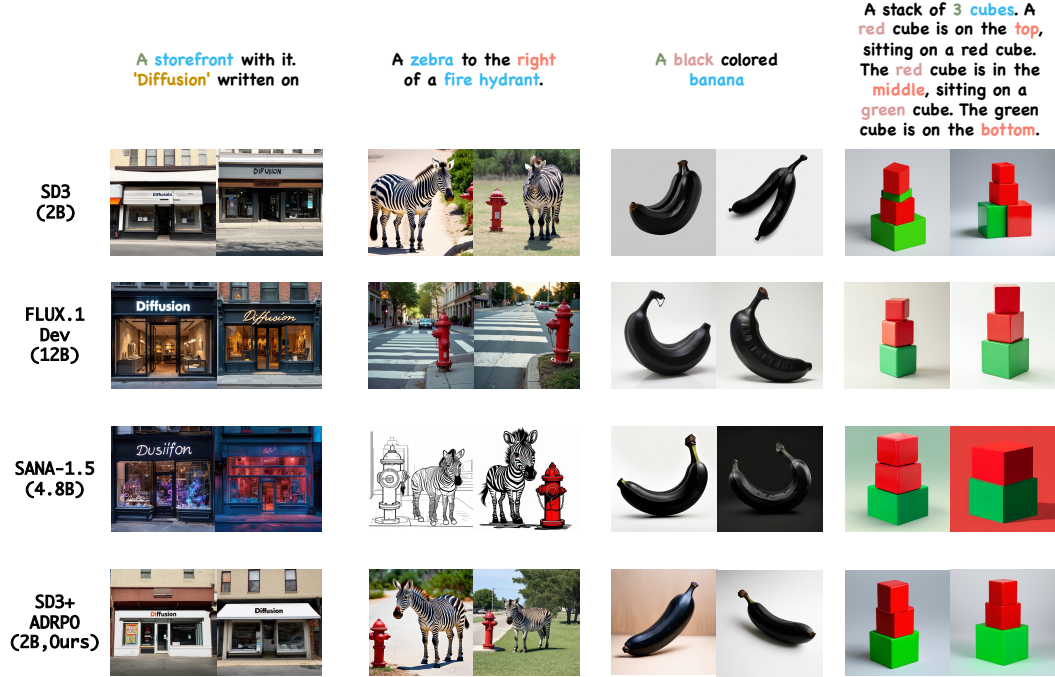 A storefront with it.
'Diffusion' written on
A zebra to the right
of a fire hydrant.
A black colored
banana
A stack of 3 cubes. A
red cube is on the top,
sitting on a red cube.
The red cube is in the
middle, sitting on a
green cube. The green
cube is on the bottom.
SD3
(2B)
Diffusion
DIFUSION
FLUX.1
Dev
(12B)
Diffusion
Diffusion
SANA-1.5
(4.8B)
Dusiifon
SD3+
ADRPO
(2B,Ours)
Diffusion
Diffusion